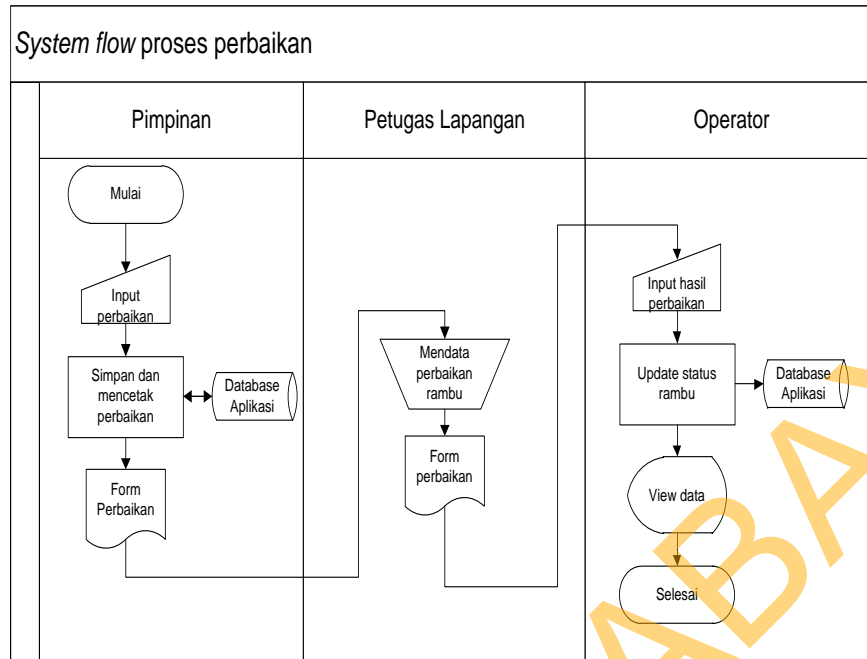 System flow proses perbaikan
Pimpinan
Petugas Lapangan
Operator
Mulai
Input
perbaikan
Simpan dan
mencetak
perbaikan
Database
Aplikasi
Form
Perbaikan
Mendata
perbaikan
rambu
Form
perbaikan
Input hasil
perbaikan
Update status
rambu
Database
Aplikasi
View data
Selesai
ABA